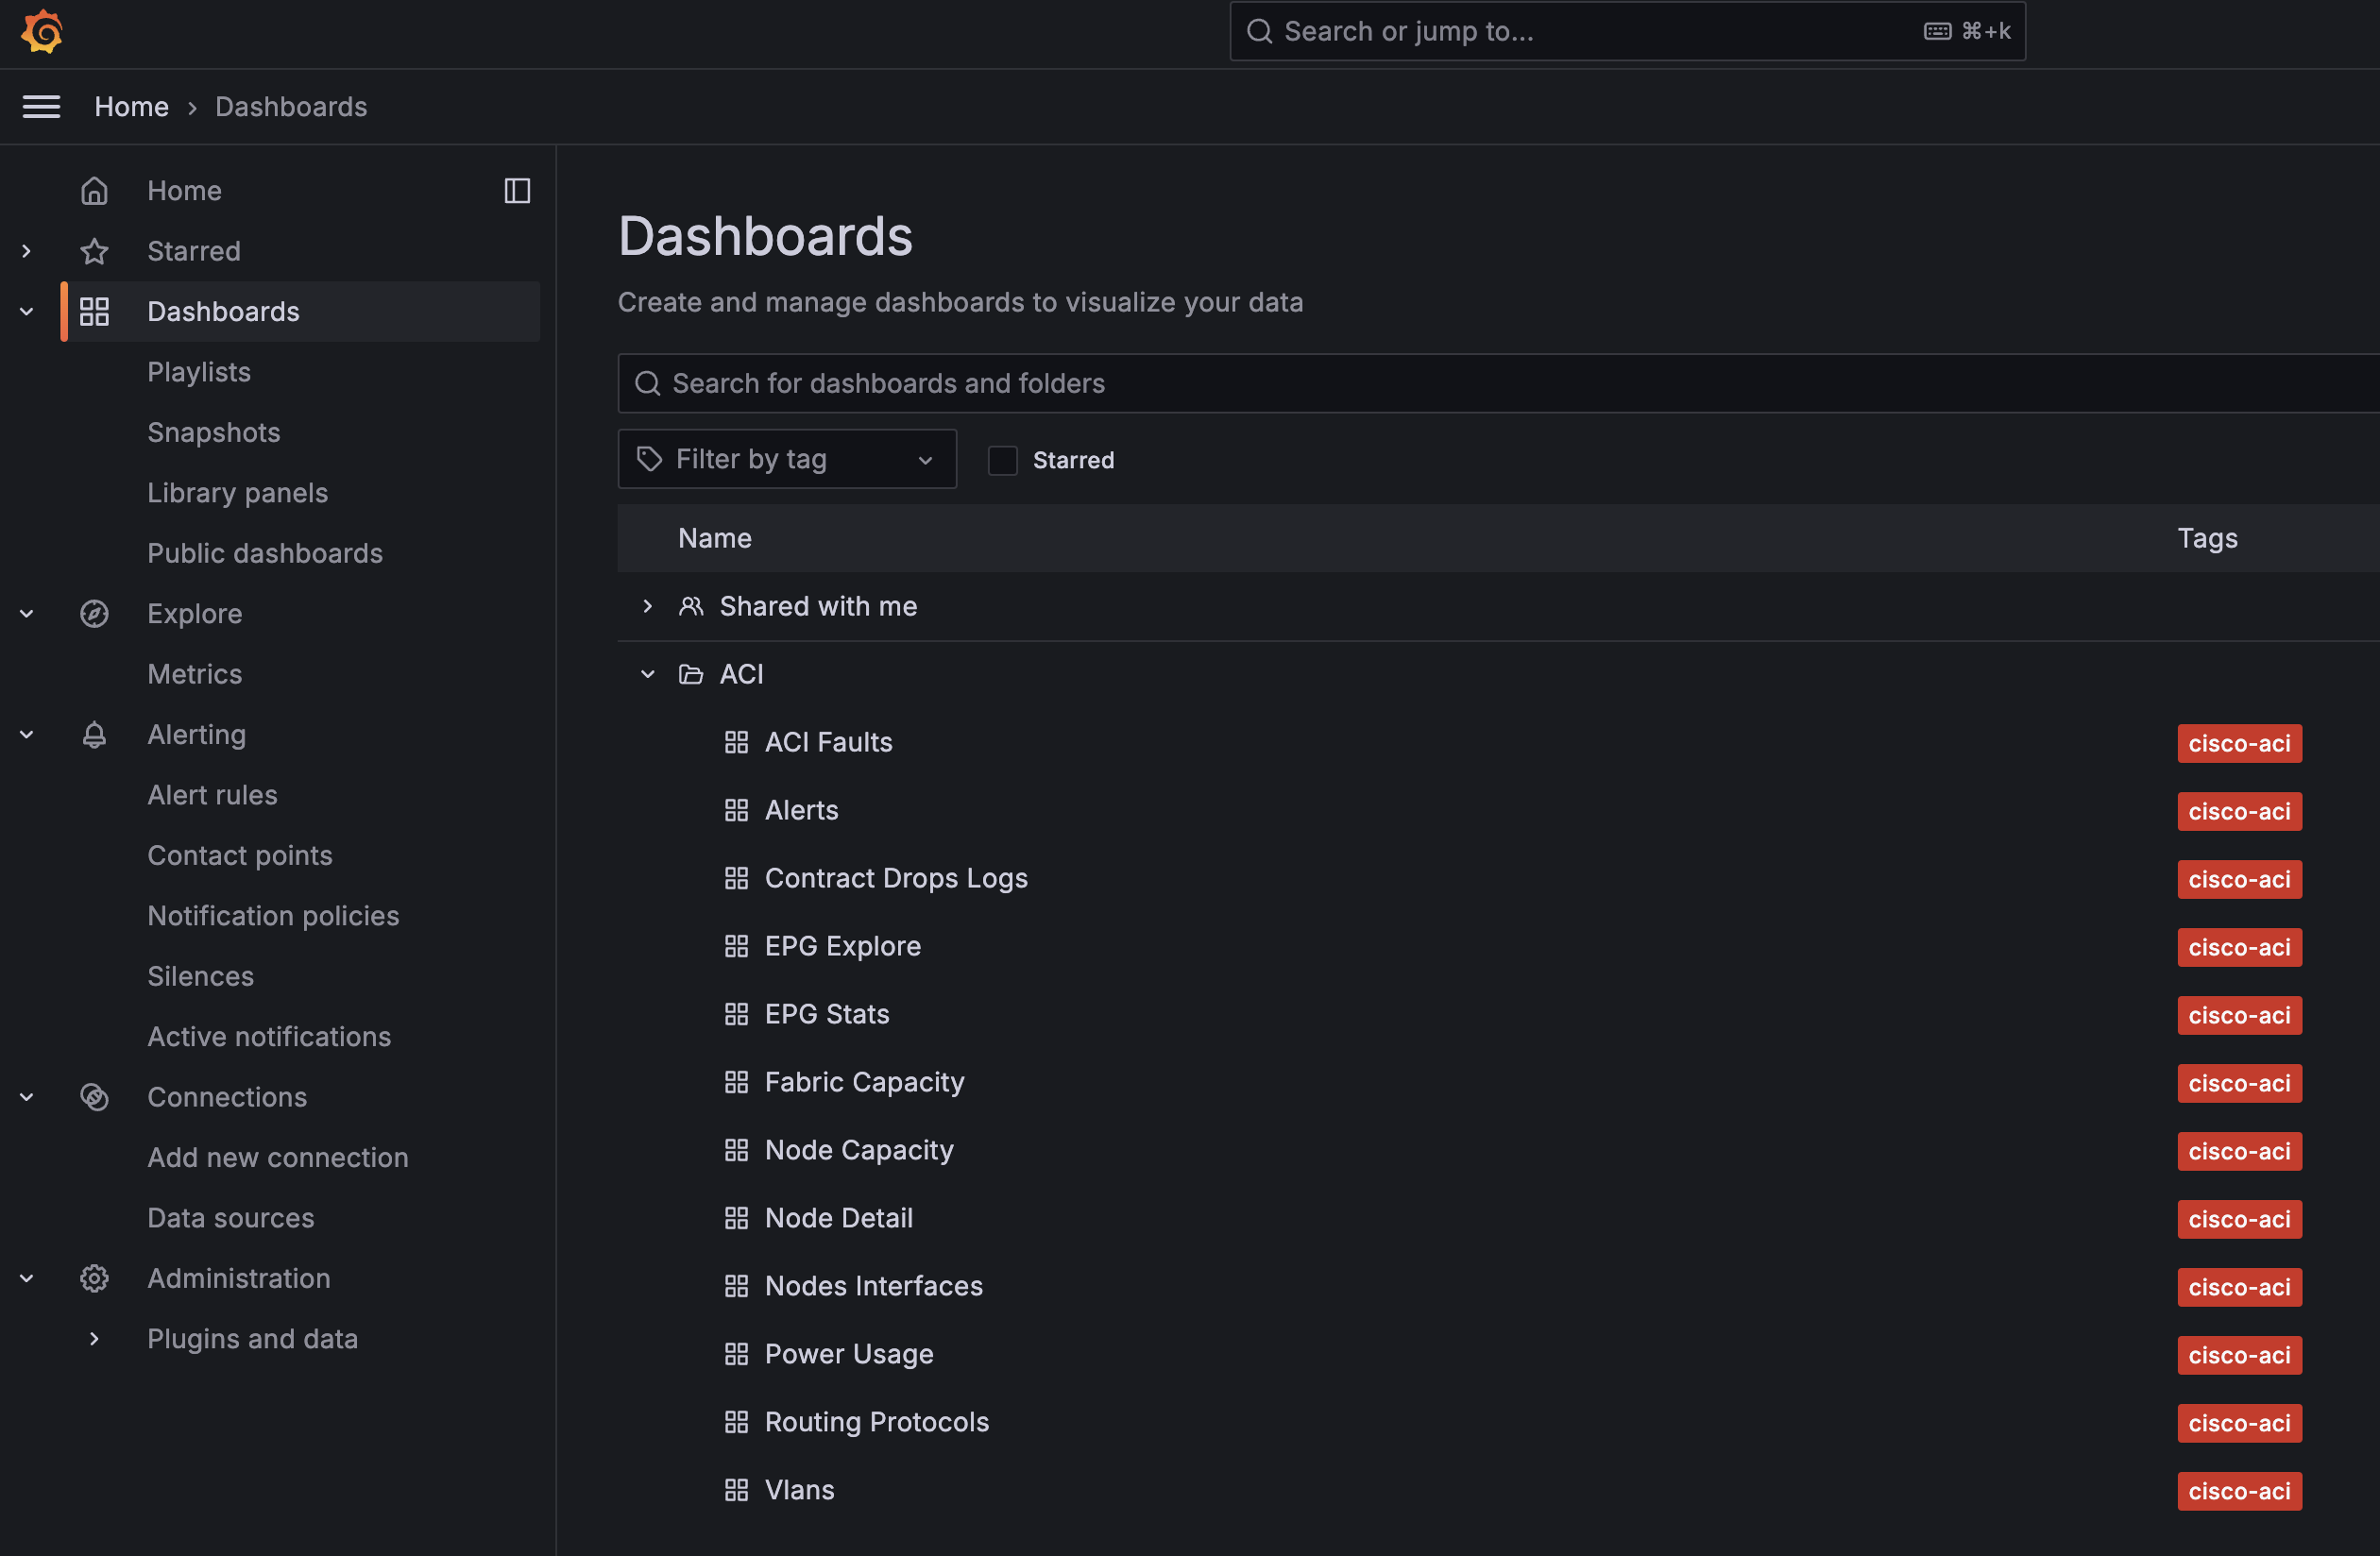 Search or jump to... ⌘+k
Home › Dashboards
Home
Starred
Dashboards
Playlists
Snapshots
Library panels
Public dashboards
Explore
Metrics
Alerting
Alert rules
Contact points
Notification policies
Silences
Active notifications
Connections
Add new connection
Data sources
Administration
Plugins and data
Dashboards
Create and manage dashboards to visualize your data
Search for dashboards and folders
Filter by tag Starred
Name Tags
Shared with me
ACI
ACI Faults cisco-aci
Alerts cisco-aci
Contract Drops Logs cisco-aci
EPG Explore cisco-aci
EPG Stats cisco-aci
Fabric Capacity cisco-aci
Node Capacity cisco-aci
Node Detail cisco-aci
Nodes Interfaces cisco-aci
Power Usage cisco-aci
Routing Protocols cisco-aci
Vlans cisco-aci